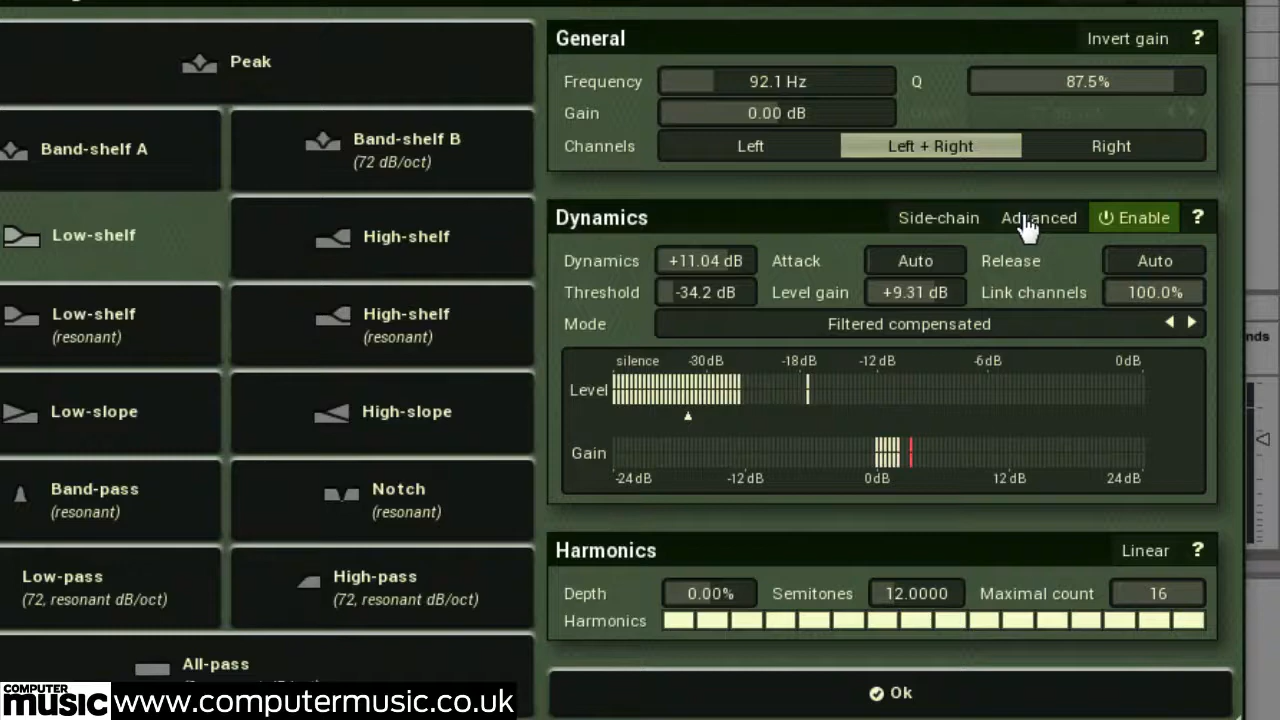 Peak
Band-shelf A
Band-shelf B
(72 dB/oct)
Low-shelf
High-shelf
Low-shelf
(resonant)
High-shelf
(resonant)
Low-slope
High-slope
Band-pass
(resonant)
Notch
(resonant)
Low-pass
(72, resonant dB/oct)
High-pass
(72, resonant dB/oct)
All-pass
General Invert gain ?
Frequency 92.1 Hz Q 87.5%
Gain 0.00 dB
Channels Left Left + Right Right
Dynamics Side-chain Advanced Enable ?
Dynamics +11.04 dB Attack Auto Release Auto
Threshold -34.2 dB Level gain +9.31 dB Link channels 100.0%
Mode Filtered compensated
silence -30dB -18dB -12dB -6dB 0dB
Level
Gain
-24dB -12dB 0dB 12dB 24dB
Harmonics Linear ?
Depth 0.00% Semitones 12.0000 Maximal count 16
Harmonics
Ok
nds
COMPUTER
music www.computermusic.co.uk